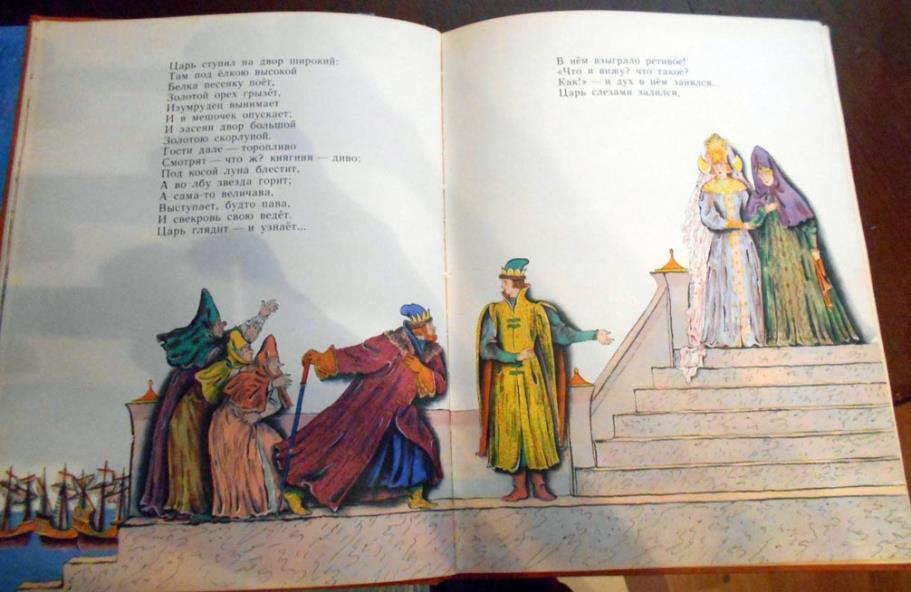 Царь ступил на двор широкий:
Там под ёлкою высокой
Белка песенку поёт,
Золотой орех грызёт,
Изумрудец вынимает
И в мешочек опускает;
И засеян двор большой
Золотою скорлупой.
Гости дале — торопливо
Смотрят — что ж? княгиня — диво:
Под косой луна блестит,
А во лбу звезда горит;
А сама-то величава,
Выступает, будто пава,
И свекровь свою ведёт.
Царь глядит — и узнаёт...
В нём взыграло ретивое!
«Что я вижу? что такое?
Как!» — и дух в нём занялся...
Царь слезами залился,